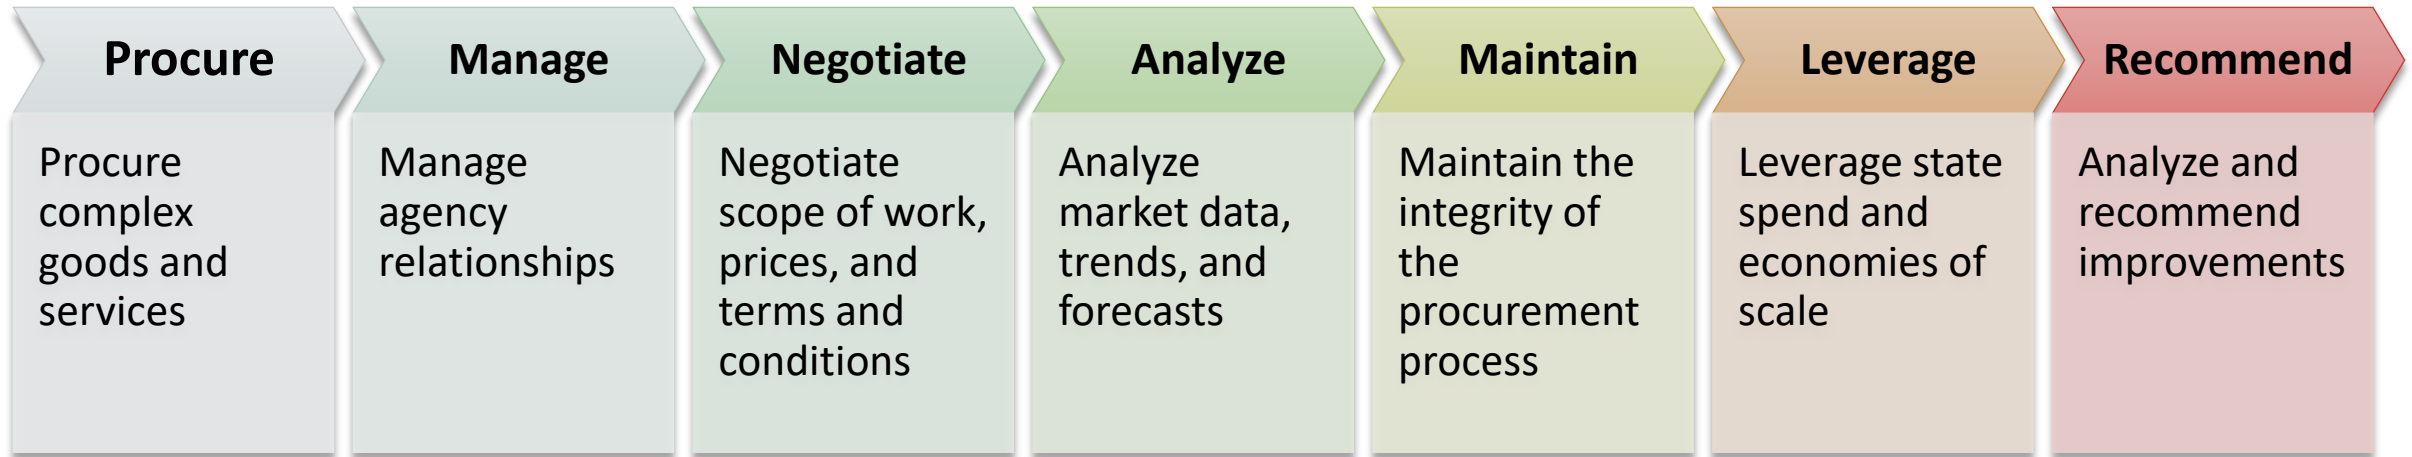 Procure
Procure
complex
goods and
services
Manage
Manage
agency
relationships
Negotiate
Negotiate
scope of work,
prices, and
terms and
conditions
Analyze
Analyze
market data,
trends, and
forecasts
Maintain
Maintain the
integrity of
the
procurement
process
Leverage
Leverage state
spend and
economies of
scale
Recommend
Analyze and
recommend
improvements